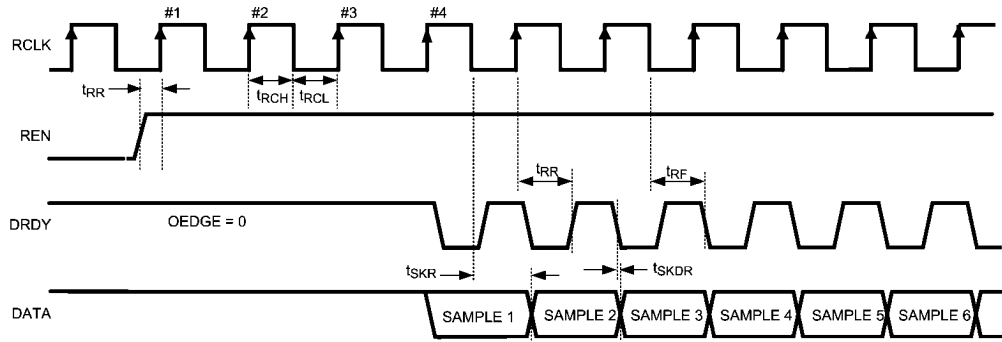 #1 #2 #3 #4
RCLK
tRR tRCH tRCL
REN
tRR tRF
DRDY OEDGE = 0
tSKR tSKDR
DATA SAMPLE 1 SAMPLE 2 SAMPLE 3 SAMPLE 4 SAMPLE 5 SAMPLE 6